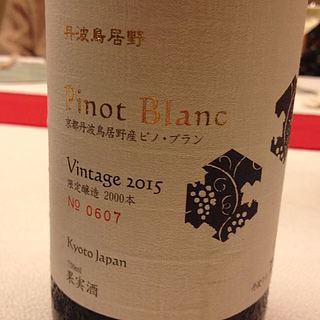 丹波鳥居野
Pinot Blanc
京都丹波鳥居野産ピノ・ブラン
Vintage 2015
限定醸造 2000本
No 0607
Kyoto Japan
750ml
果実酒